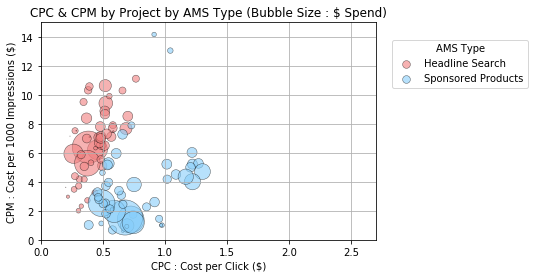 CPC & CPM by Project by AMS Type (Bubble Size : $ Spend)
14
12
10
8
6
4
2
0
CPM : Cost per 1000 Impressions ($)
0.0 0.5 1.0 1.5 2.0 2.5
CPC : Cost per Click ($)
AMS Type
Headline Search
Sponsored Products